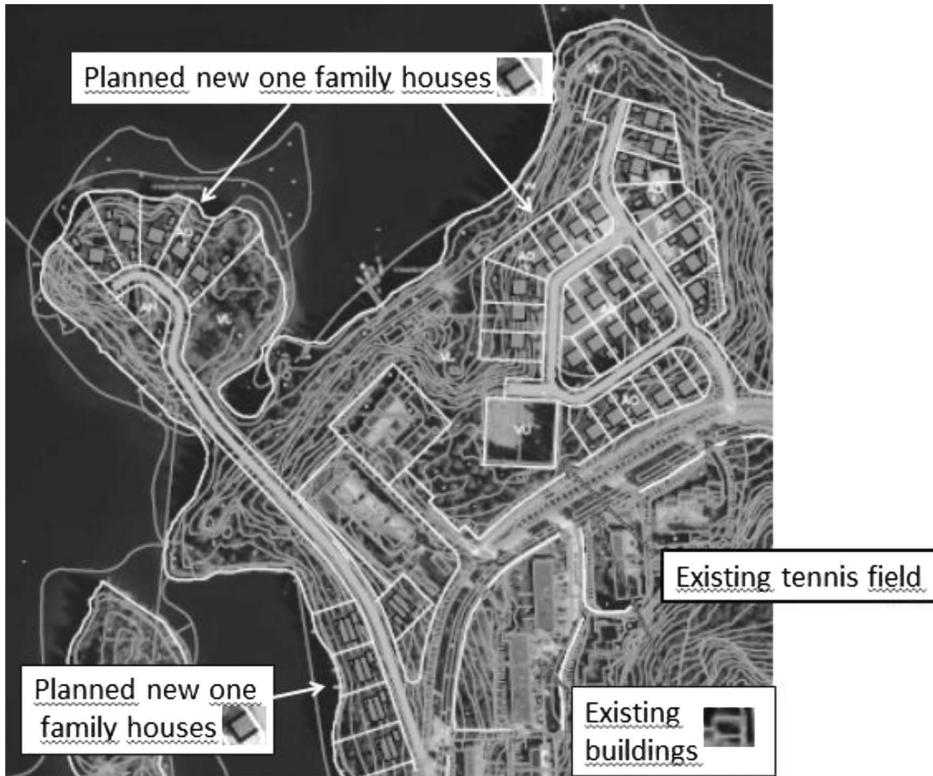 Planned new one family houses
Existing tennis field
Planned new one
family houses
Existing
buildings